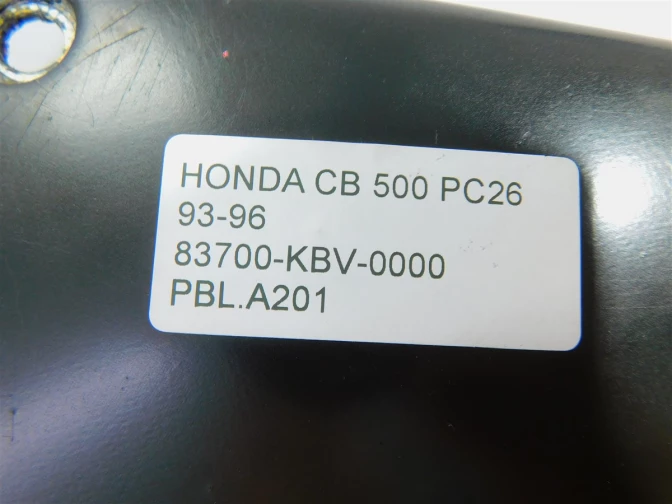 HONDA CB 500 PC26
93-96
83700-KBV-0000
PBL.A201